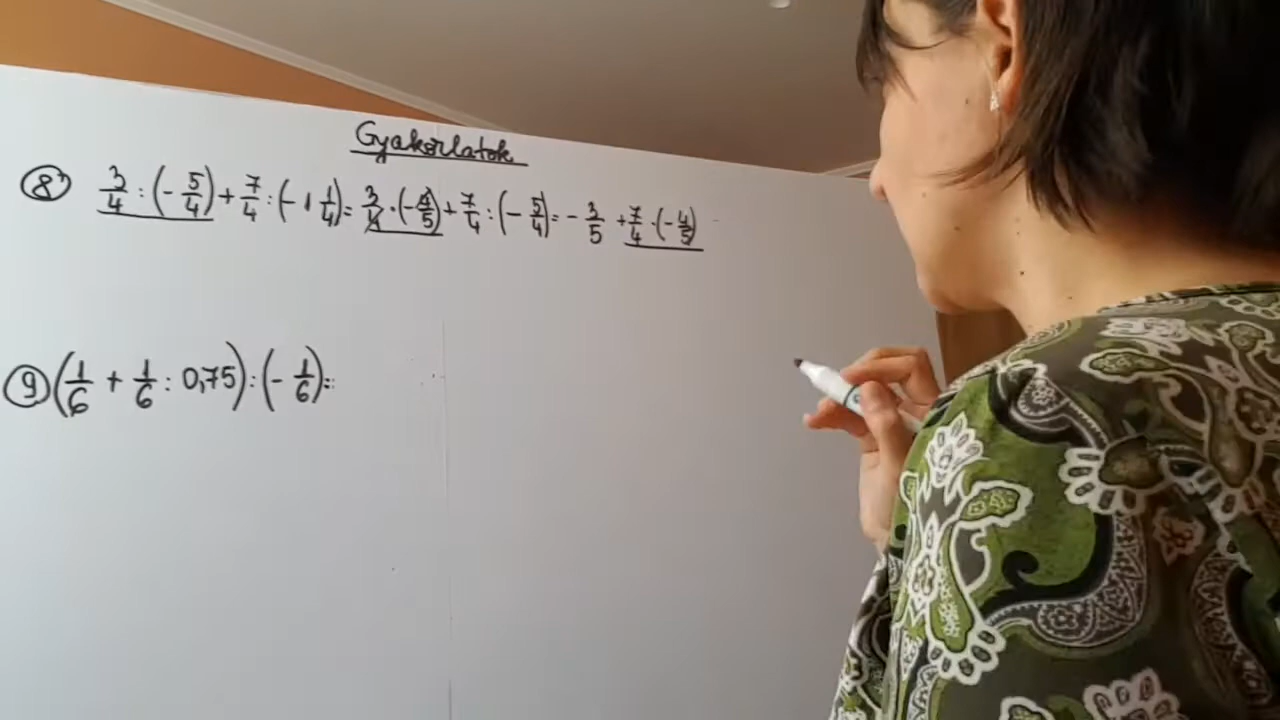 Gyakorlatok
8) 3/4 : (- 5/4) + 7/4 : (- 1 1/4) = 3/4 · (- 4/5) + 7/4 : (- 5/4) = - 3/5 + 7/4 · (- 4/5)
9) (1/6 + 1/6 : 0,75) : (- 1/6) =